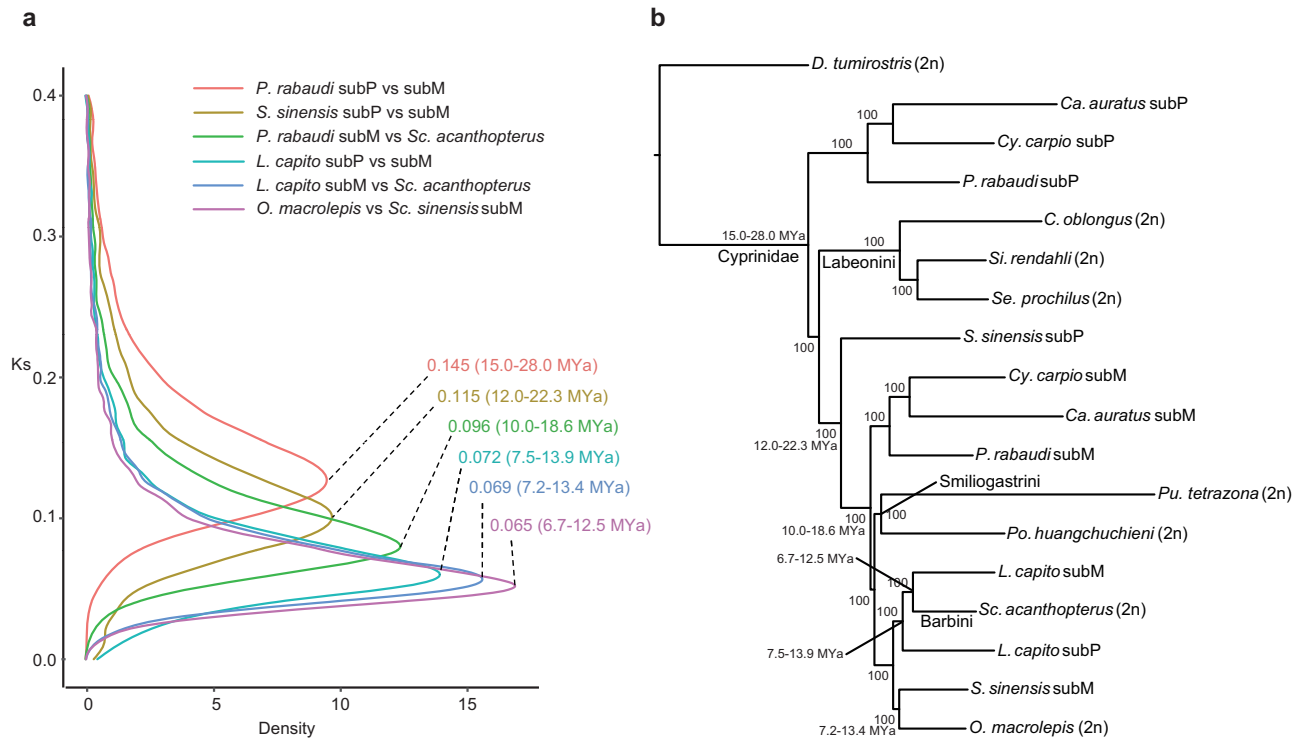 a
0.4
0.3
Ks
0.2
0.1
0.0
0
5
10
15
Density
P. rabaudi subP vs subM
S. sinensis subP vs subM
P. rabaudi subM vs Sc. acanthopterus
L. capito subP vs subM
L. capito subM vs Sc. acanthopterus
O. macrolepis vs Sc. sinensis subM
0.145 (15.0-28.0 MYa)
0.115 (12.0-22.3 MYa)
0.096 (10.0-18.6 MYa)
0.072 (7.5-13.9 MYa)
0.069 (7.2-13.4 MYa)
0.065 (6.7-12.5 MYa)
b
D. tumirostris (2n)
Ca. auratus subP
100
Cy. carpio subP
100
P. rabaudi subP
C. oblongus (2n)
15.0-28.0 MYa
100
Cyprinidae
Labeonini
Si. rendahli (2n)
100
Se. prochilus (2n)
S. sinensis subP
100
Cy. carpio subM
100
Ca. auratus subM
100
12.0-22.3 MYa
100
P. rabaudi subM
Smiliogastrini
Pu. tetrazona (2n)
100
100
10.0-18.6 MYa
Po. huangchuchieni (2n)
6.7-12.5 MYa
L. capito subM
100
100
100
Sc. acanthopterus (2n)
Barbini
7.5-13.9 MYa
L. capito subP
100
S. sinensis subM
100
7.2-13.4 MYa
O. macrolepis (2n)